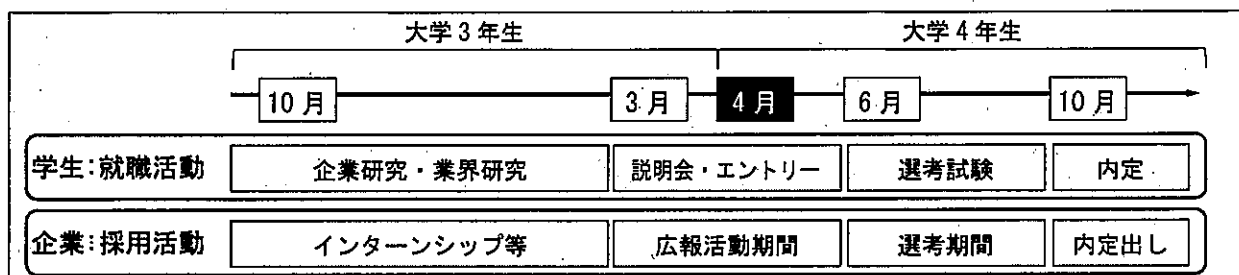 大学3年生 大学4年生
10月 3月 4月 6月 10月
学生:就職活動 企業研究・業界研究 説明会・エントリー 選考試験 内定
企業:採用活動 インターンシップ等 広報活動期間 選考期間 内定出し